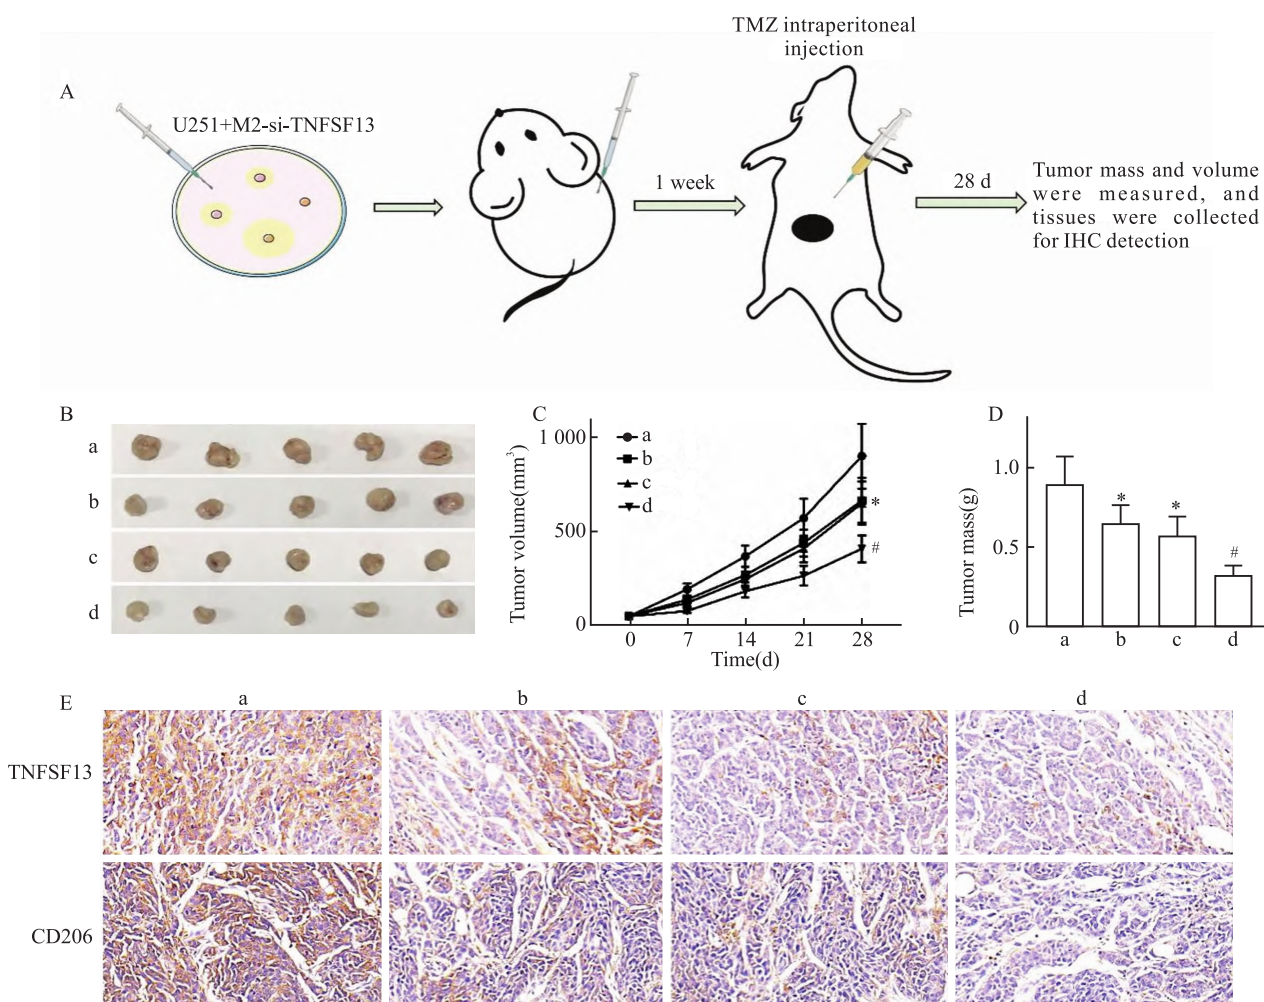 TMZ intraperitoneal
injection
A
U251+M2-si-TNFSF13
1 week
28 d
Tumor mass and volume
were measured, and
tissues were collected
for IHC detection
B
a
b
c
d
C
Tumor volume(mm³)
1 000
500
0
a
b
c
d
*
#
0 7 14 21 28
Time(d)
D
Tumor mass(g)
1.0
0.5
0
* * #
a b c d
E
a b c d
TNFSF13
CD206